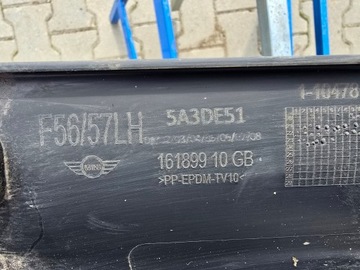 F56/57LH
5A3DE51
1-10478
MINI
161899 10 GB
>PP-EPDM-TV10<